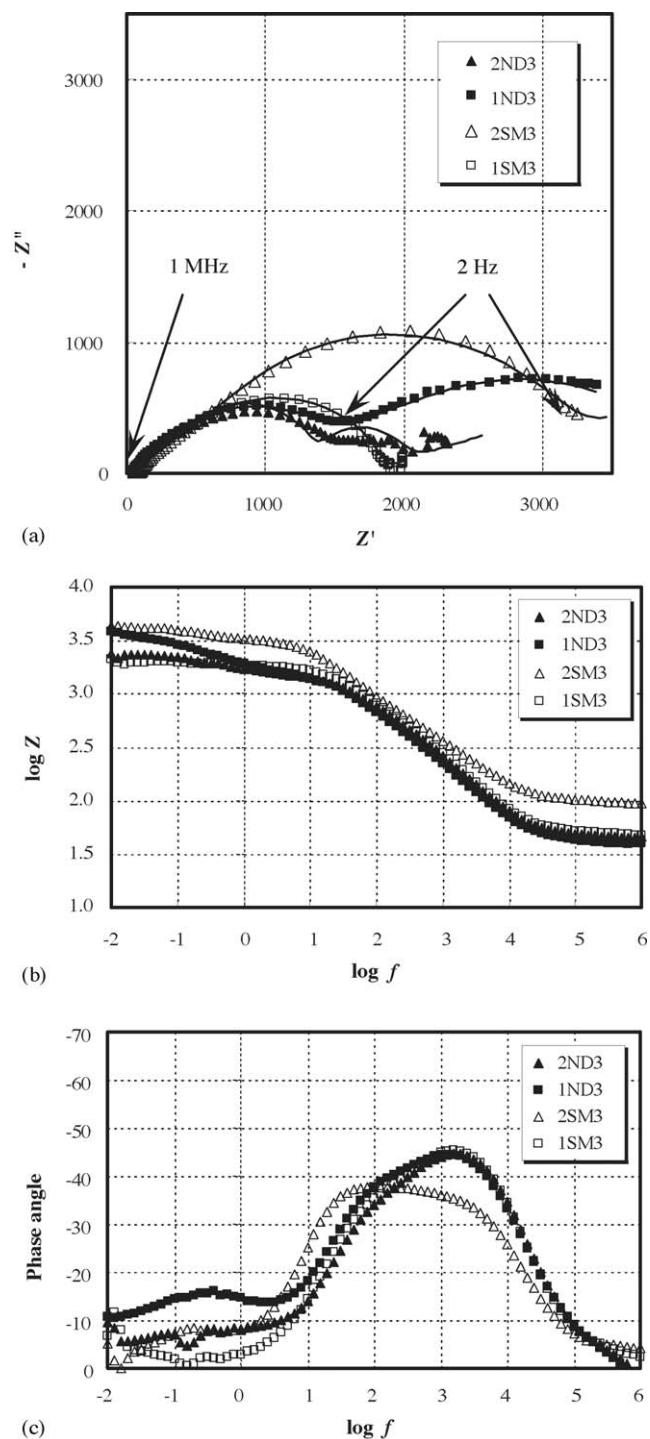 3000
2000
1000
0
- Z"
2ND3
1ND3
2SM3
1SM3
1 MHz
2 Hz
0 1000 2000 3000
Z'
(a)
4.0
3.5
3.0
2.5
2.0
1.5
1.0
log Z
2ND3
1ND3
2SM3
1SM3
-2 -1 0 1 2 3 4 5 6
log f
(b)
-70
-60
-50
-40
-30
-20
-10
0
Phase angle
2ND3
1ND3
2SM3
1SM3
-2 -1 0 1 2 3 4 5 6
log f
(c)